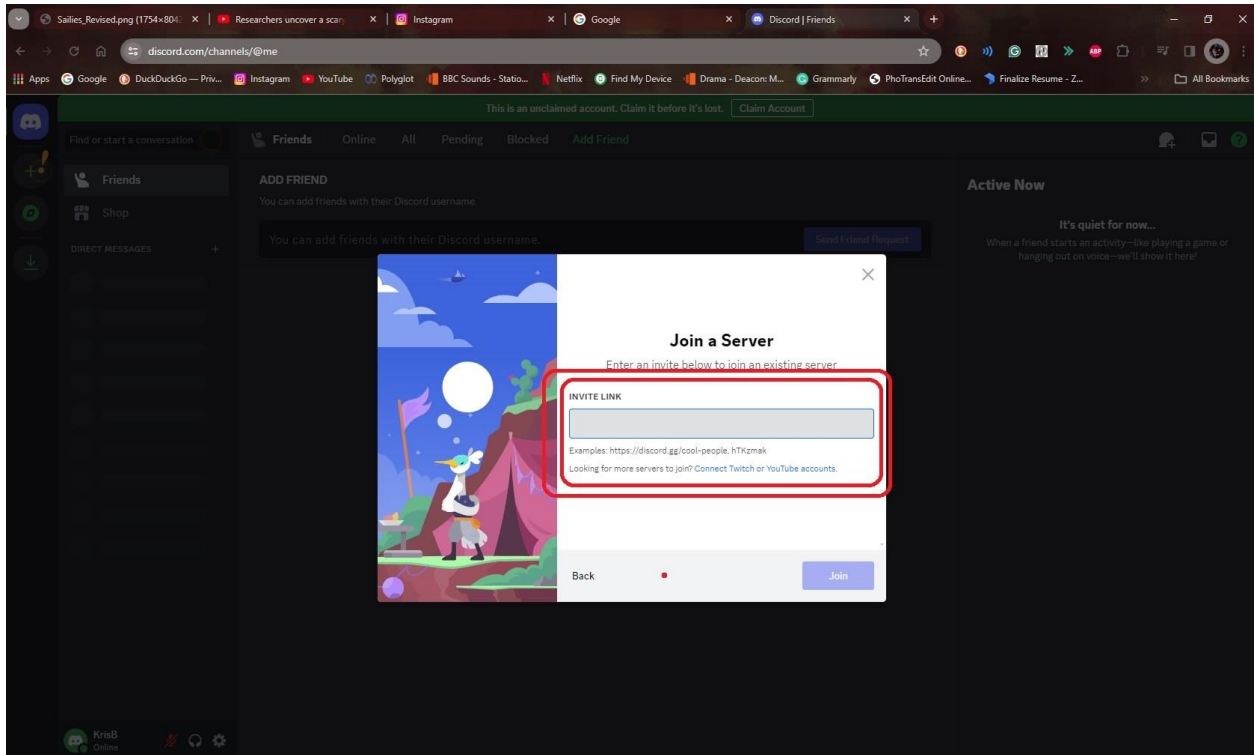 Sailies_Revised.png (1754×804
Researchers uncover a scar
Instagram
Google
Discord | Friends
discord.com/channels/@me
Apps
Google
DuckDuckGo — Priv...
Instagram
YouTube
Polyglot
BBC Sounds - Statio...
Netflix
Find My Device
Drama - Deacon: M...
Grammarly
PhoTransEdit Online...
Finalize Resume - Z...
All Bookmarks
This is an unclaimed account. Claim it before it's lost.
Claim Account
Find or start a conversation
Friends
Online
All
Pending
Blocked
Add Friend
Friends
Shop
DIRECT MESSAGES
ADD FRIEND
You can add friends with their Discord username.
You can add friends with their Discord username.
Send Friend Request
Active Now
It's quiet for now...
When a friend starts an activity—like playing a game or
hanging out on voice—we'll show it here!
Join a Server
Enter an invite below to join an existing server
INVITE LINK
Examples: https://discord.gg/cool-people, hTKzmak
Looking for more servers to join? Connect Twitch or YouTube accounts.
Back
Join
KrisB
Online